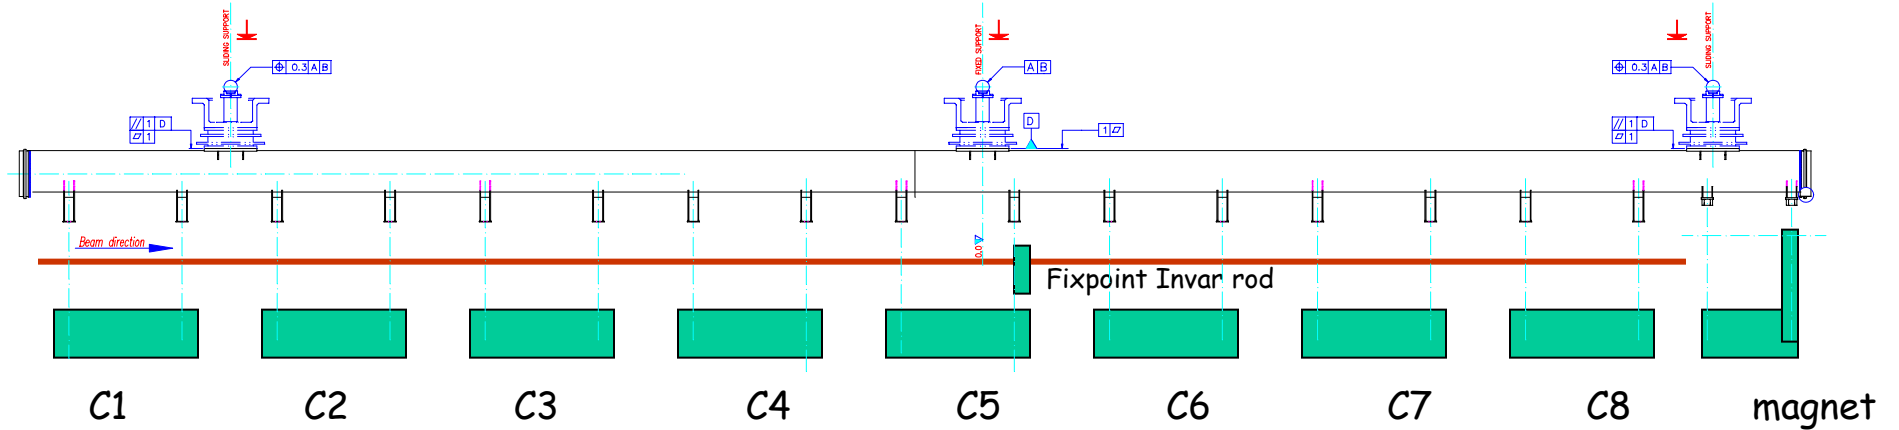 SLIDING SUPPORT
FIXED SUPPORT
SLIDING SUPPORT
⌖ 0.3 A B
A B
⌖ 0.3 A B
// 1 D
⏥ 1
D
1 ⏥
// 1 D
⏥ 1
Beam direction
0.0
Fixpoint Invar rod
C1 C2 C3 C4 C5 C6 C7 C8 magnet